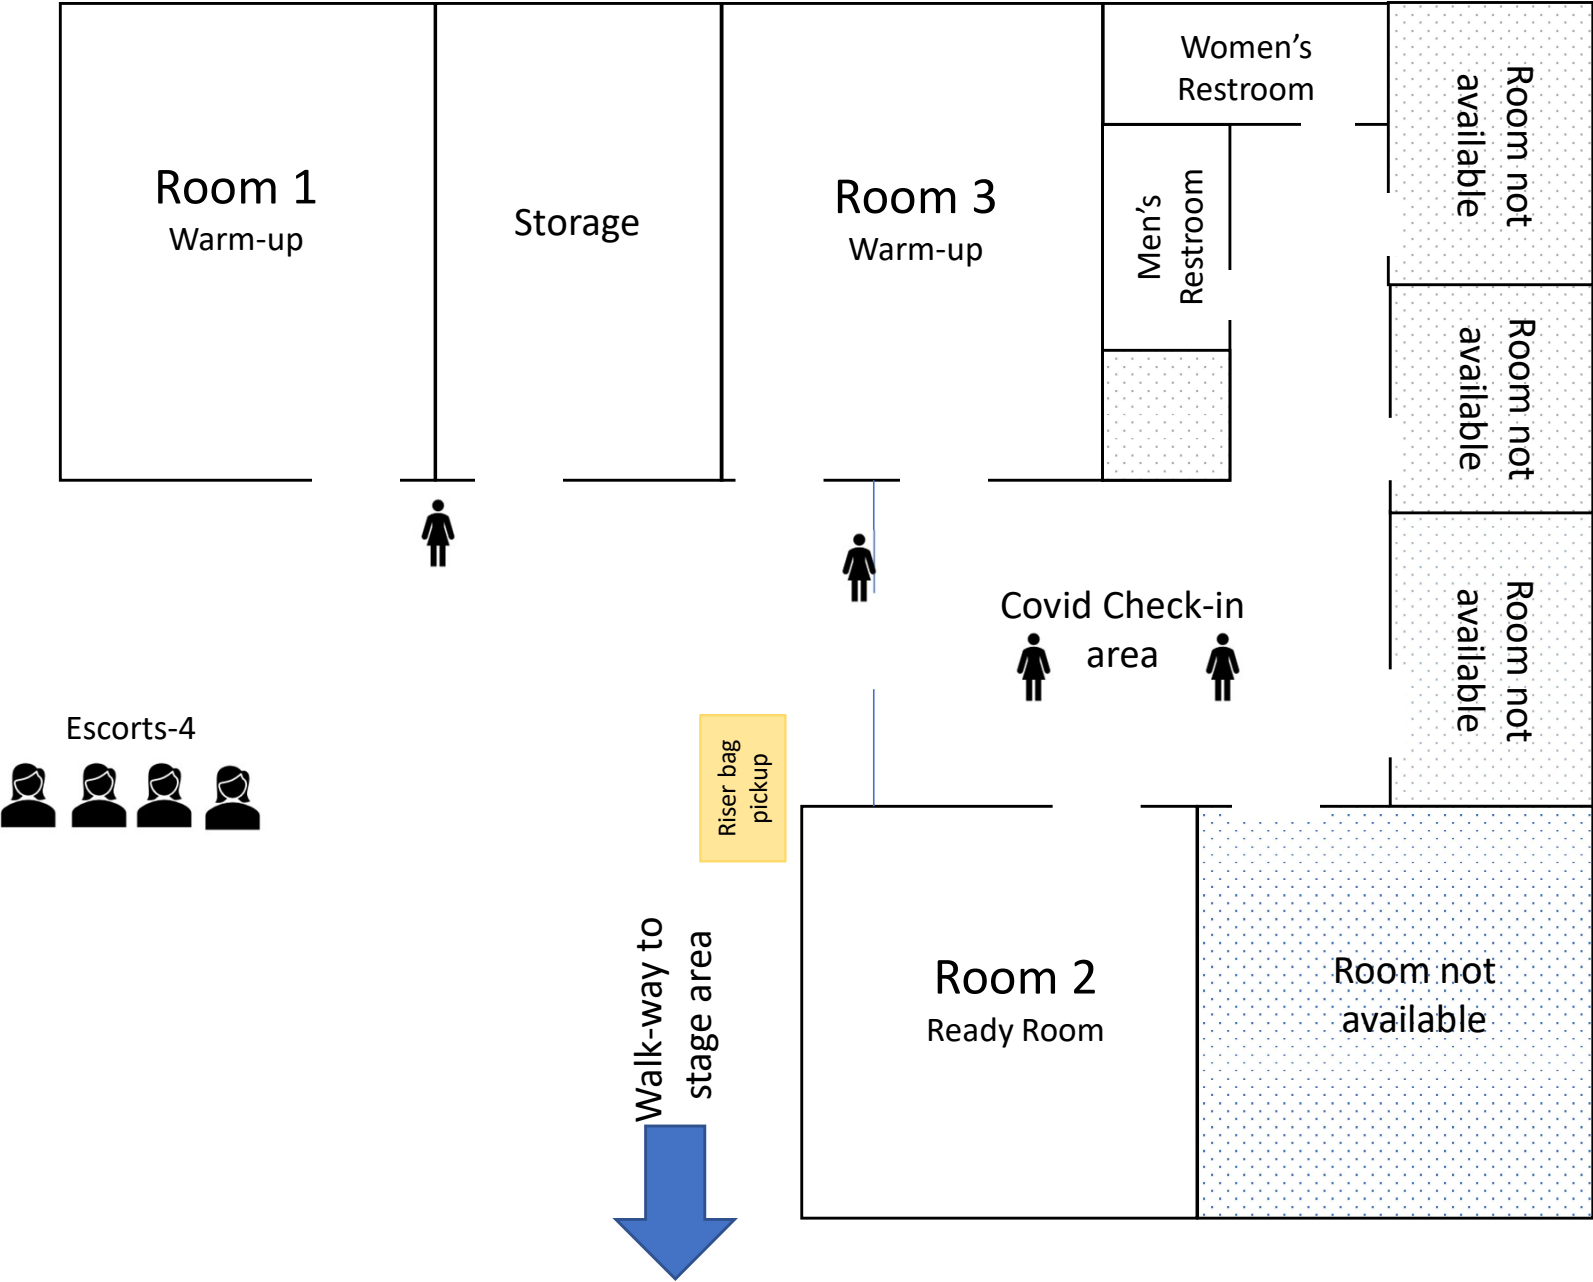 Room 1
Warm-up
Storage
Room 3
Warm-up
Women’s
Restroom
Men’s
Restroom
Room not
available
Room not
available
Room not
available
Covid Check-in
area
Escorts-4
Riser bag
pickup
Walk-way to
stage area
Room 2
Ready Room
Room not
available